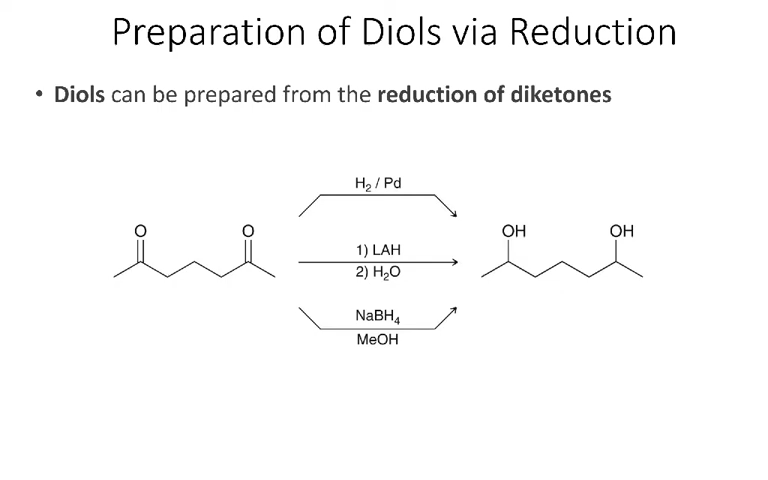 Preparation of Diols via Reduction
• Diols can be prepared from the reduction of diketones
H₂ / Pd
O O
1) LAH
2) H₂O
OH OH
NaBH₄
MeOH